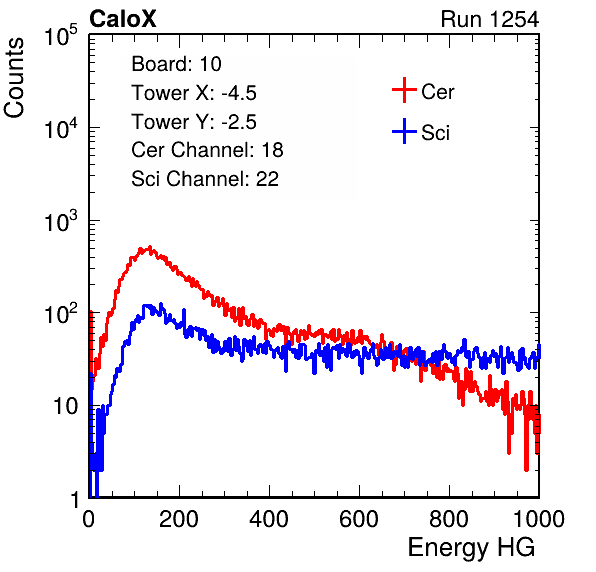 CaloX Run 1254
Counts
10^5
10^4
10^3
10^2
10
1
Board: 10
Tower X: -4.5
Tower Y: -2.5
Cer Channel: 18
Sci Channel: 22
Cer
Sci
0 200 400 600 800 1000
Energy HG